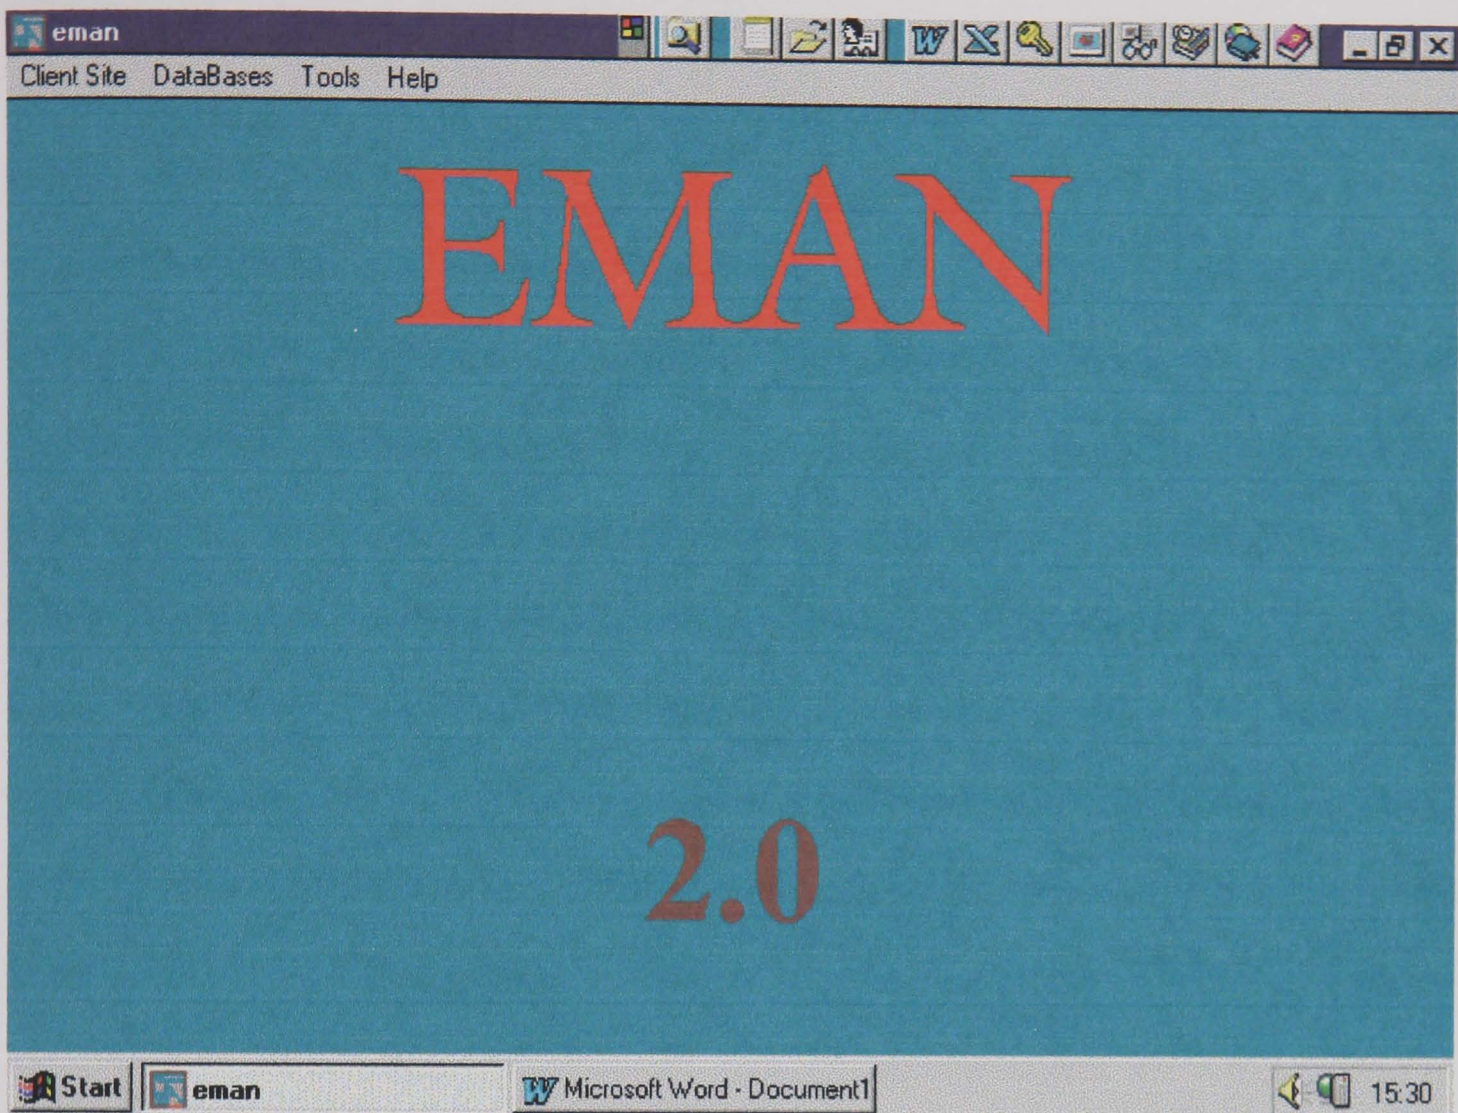 eman
Client Site DataBases Tools Help
EMAN
2.0
Start eman Microsoft Word - Document1 15:30